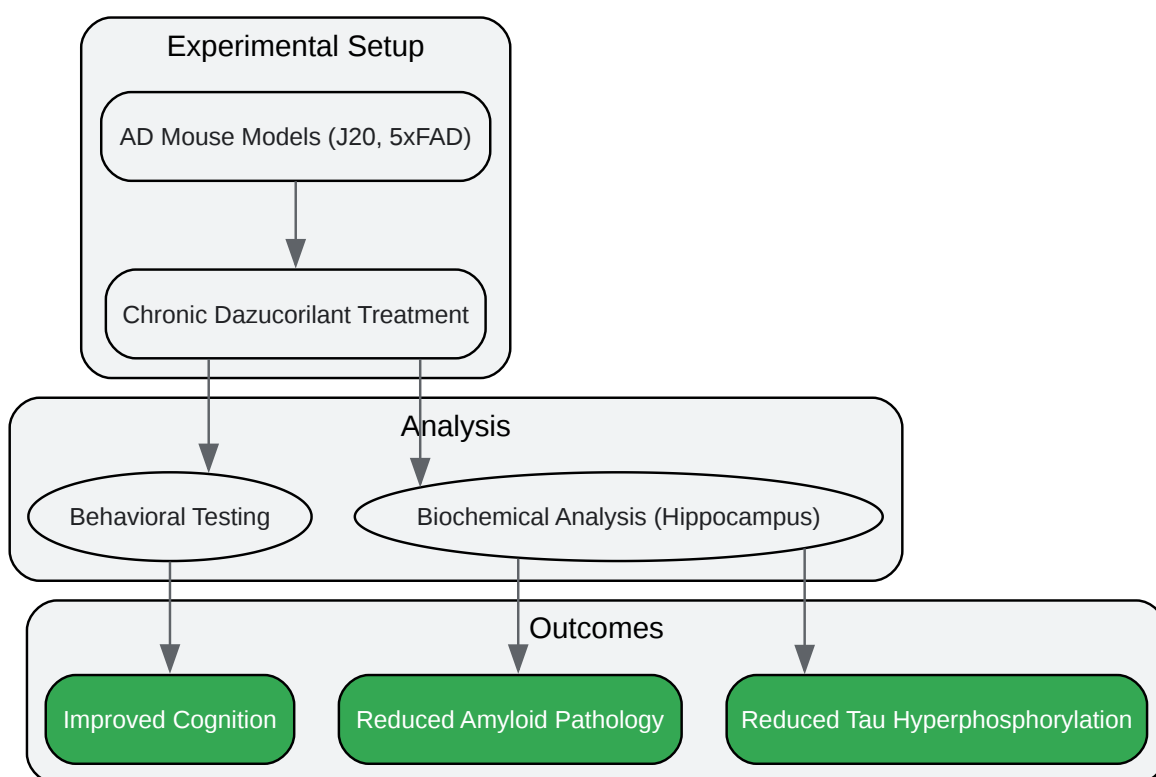 Experimental Setup
AD Mouse Models (J20, 5xFAD)
Chronic Dazucorilant Treatment
Analysis
Behavioral Testing
Biochemical Analysis (Hippocampus)
Outcomes
Improved Cognition
Reduced Amyloid Pathology
Reduced Tau Hyperphosphorylation